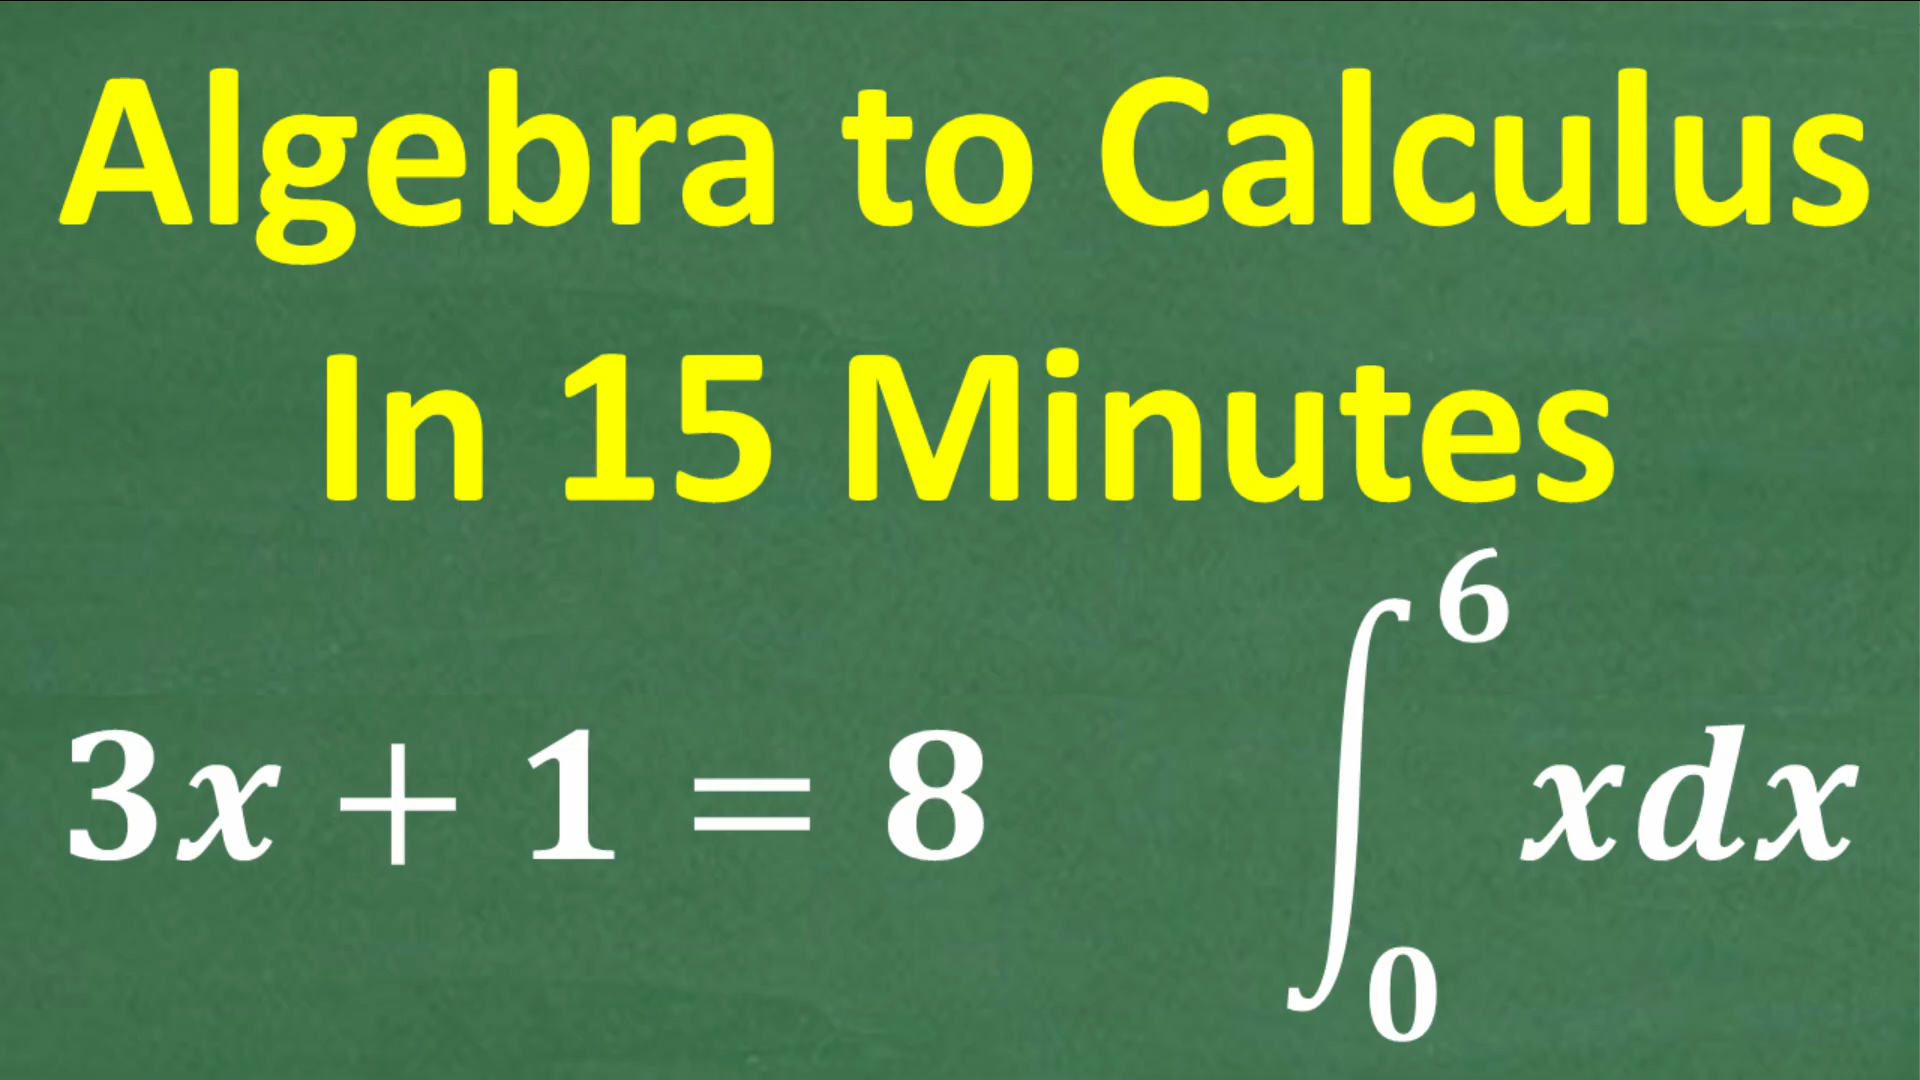 Algebra to Calculus
In 15 Minutes
3x + 1 = 8
∫₀⁶ xdx